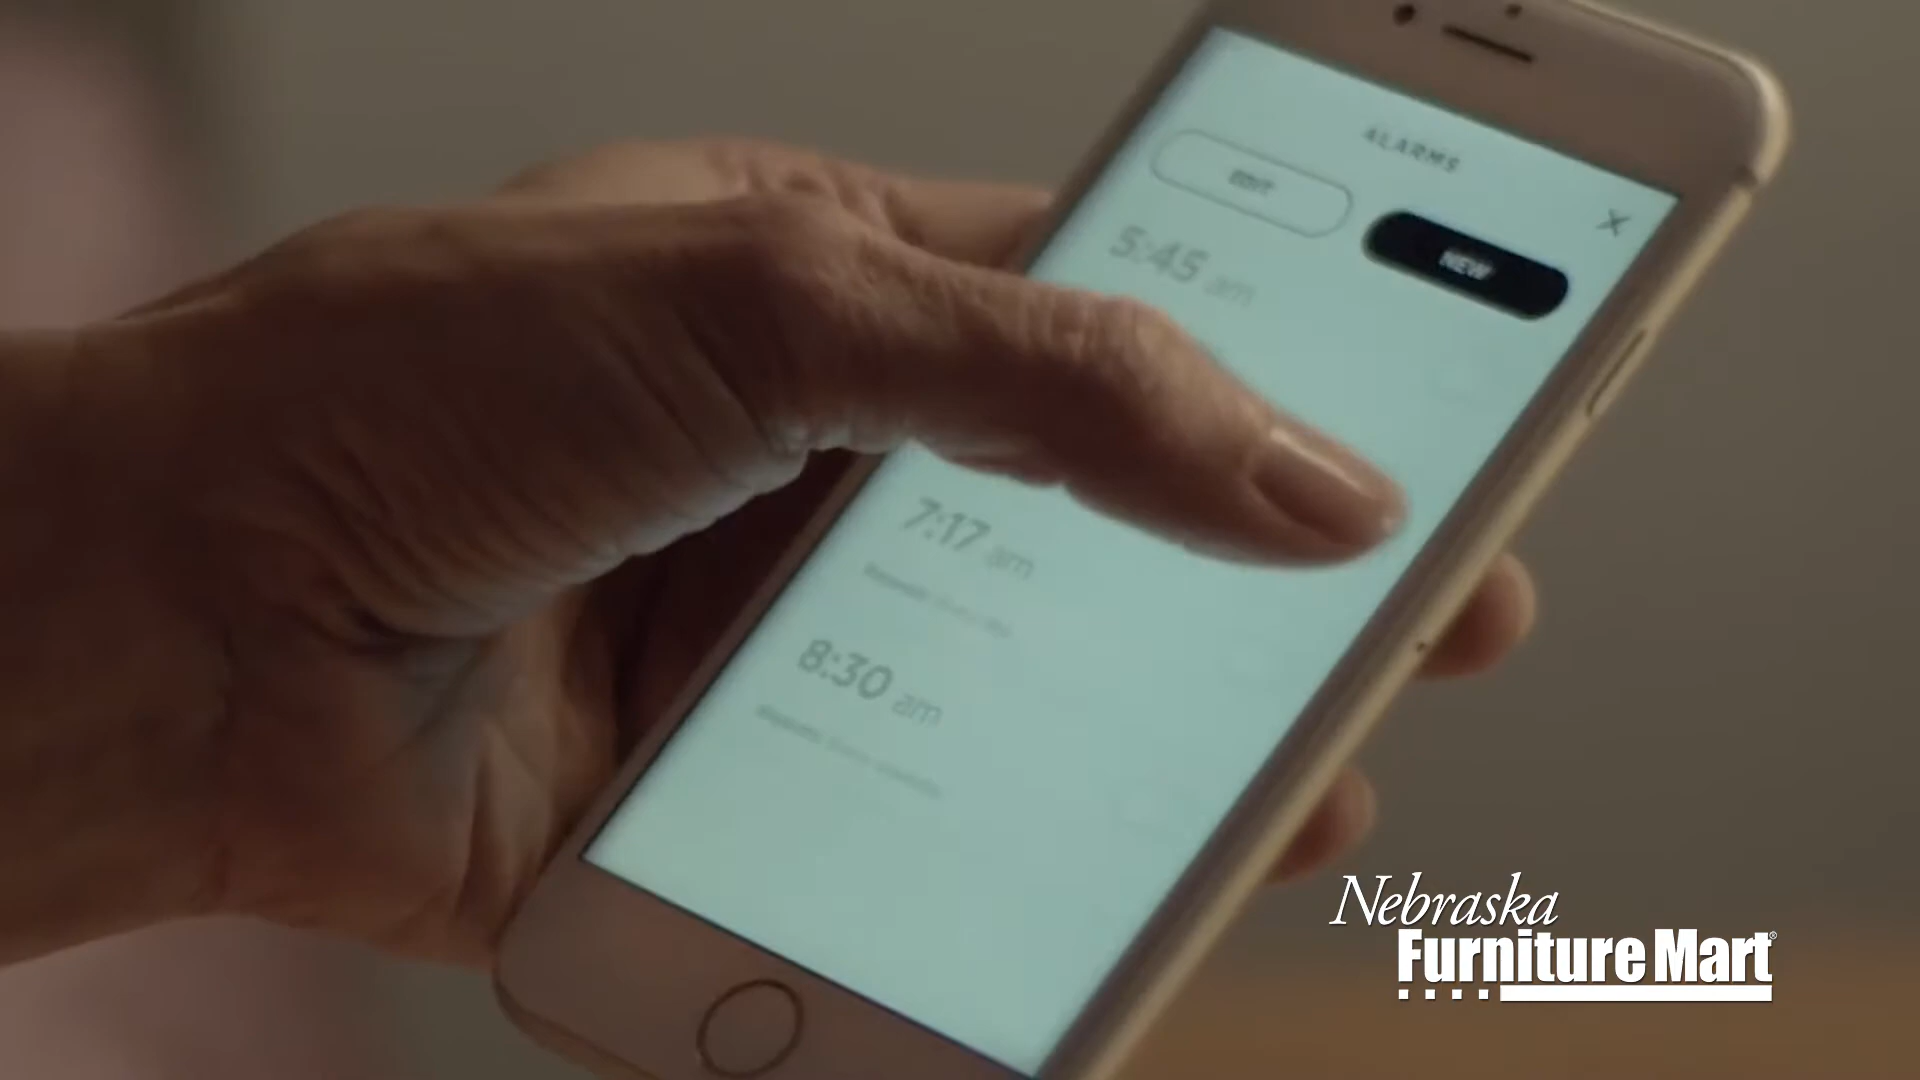 ALARMS
EDIT
NEW
5:45 am
7:17 am
8:30 am
Nebraska
Furniture Mart®